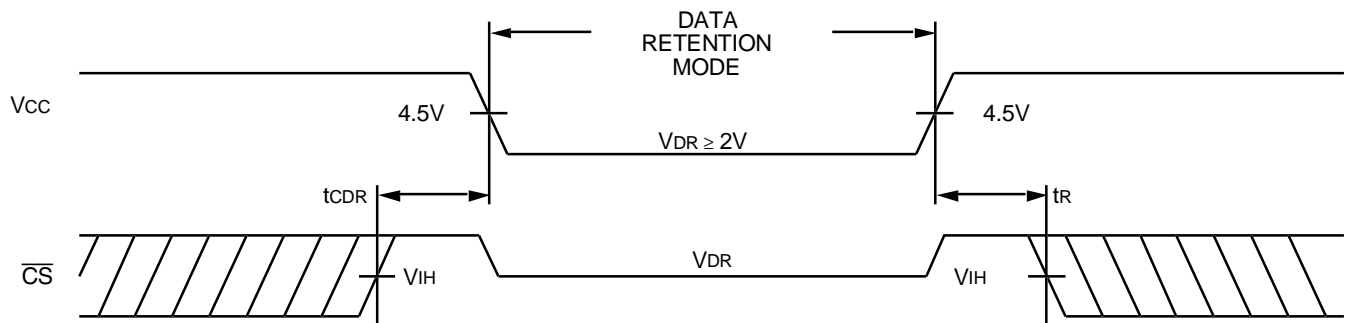 DATA
RETENTION
MODE
VCC
4.5V
4.5V
VDR ≥ 2V
tCDR
tR
CS
VIH
VDR
VIH